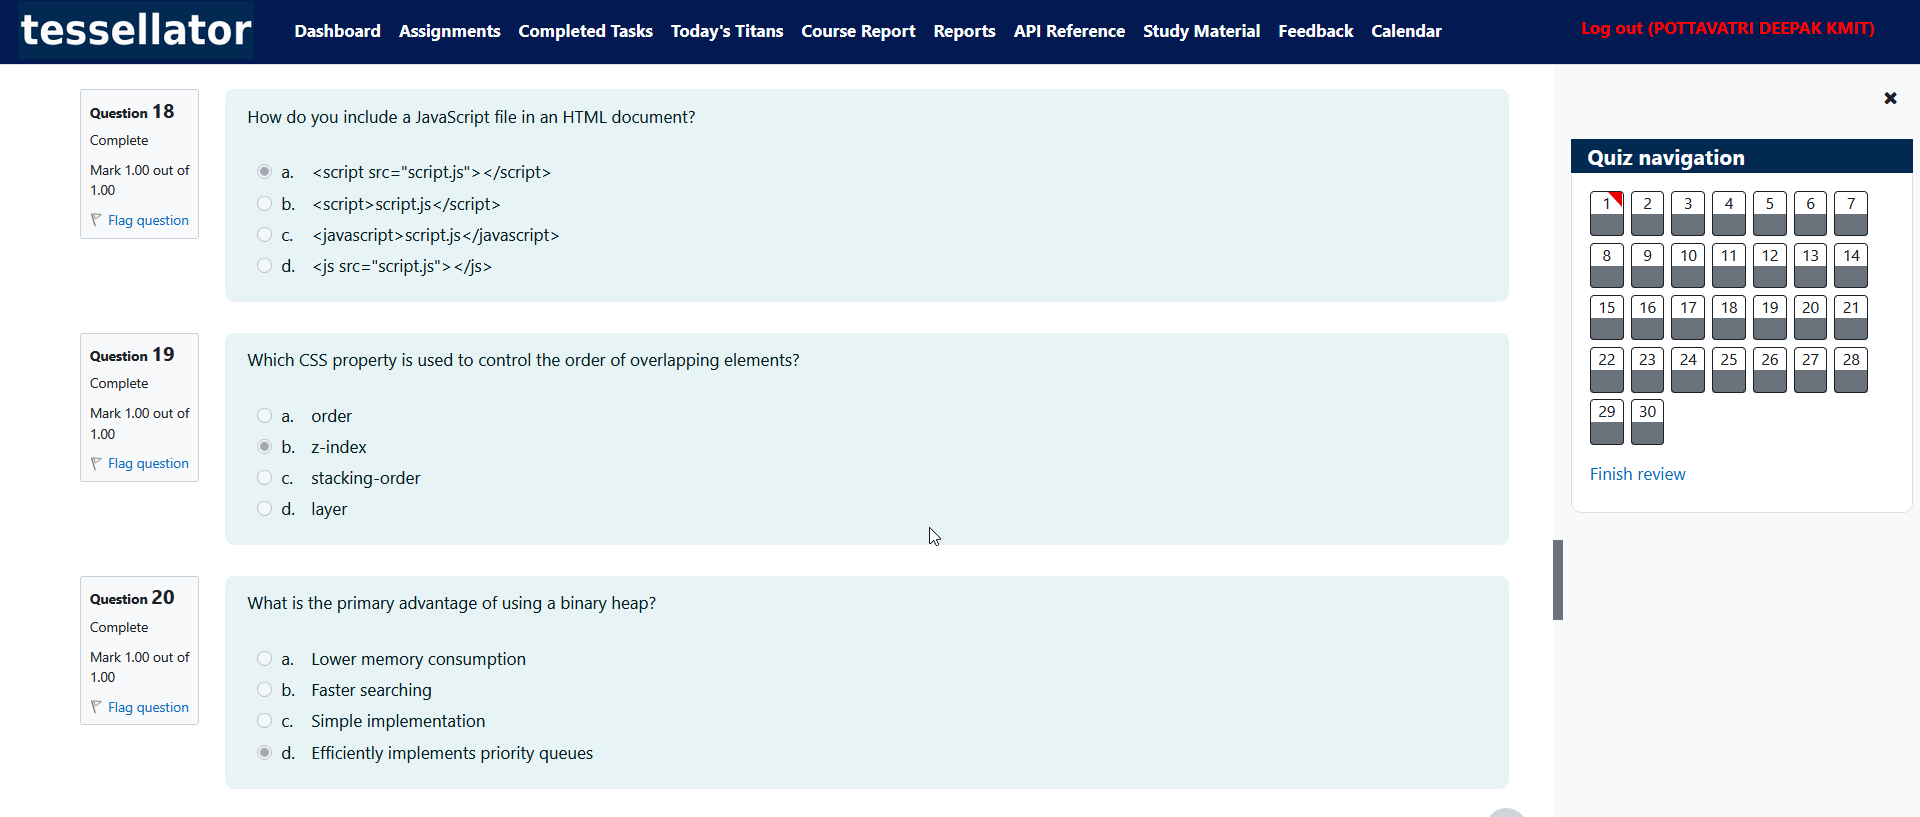 tessellator
Dashboard Assignments Completed Tasks Today's Titans Course Report Reports API Reference Study Material Feedback Calendar
Log out (POTTAVATRI DEEPAK KMIT)
Question 18
Complete
Mark 1.00 out of
1.00
Flag question
How do you include a JavaScript file in an HTML document?
a. <script src="script.js"></script>
b. <script>script.js</script>
c. <javascript>script.js</javascript>
d. <js src="script.js"></js>
Question 19
Complete
Mark 1.00 out of
1.00
Flag question
Which CSS property is used to control the order of overlapping elements?
a. order
b. z-index
c. stacking-order
d. layer
Question 20
Complete
Mark 1.00 out of
1.00
Flag question
What is the primary advantage of using a binary heap?
a. Lower memory consumption
b. Faster searching
c. Simple implementation
d. Efficiently implements priority queues
Quiz navigation
1 2 3 4 5 6 7
8 9 10 11 12 13 14
15 16 17 18 19 20 21
22 23 24 25 26 27 28
29 30
Finish review